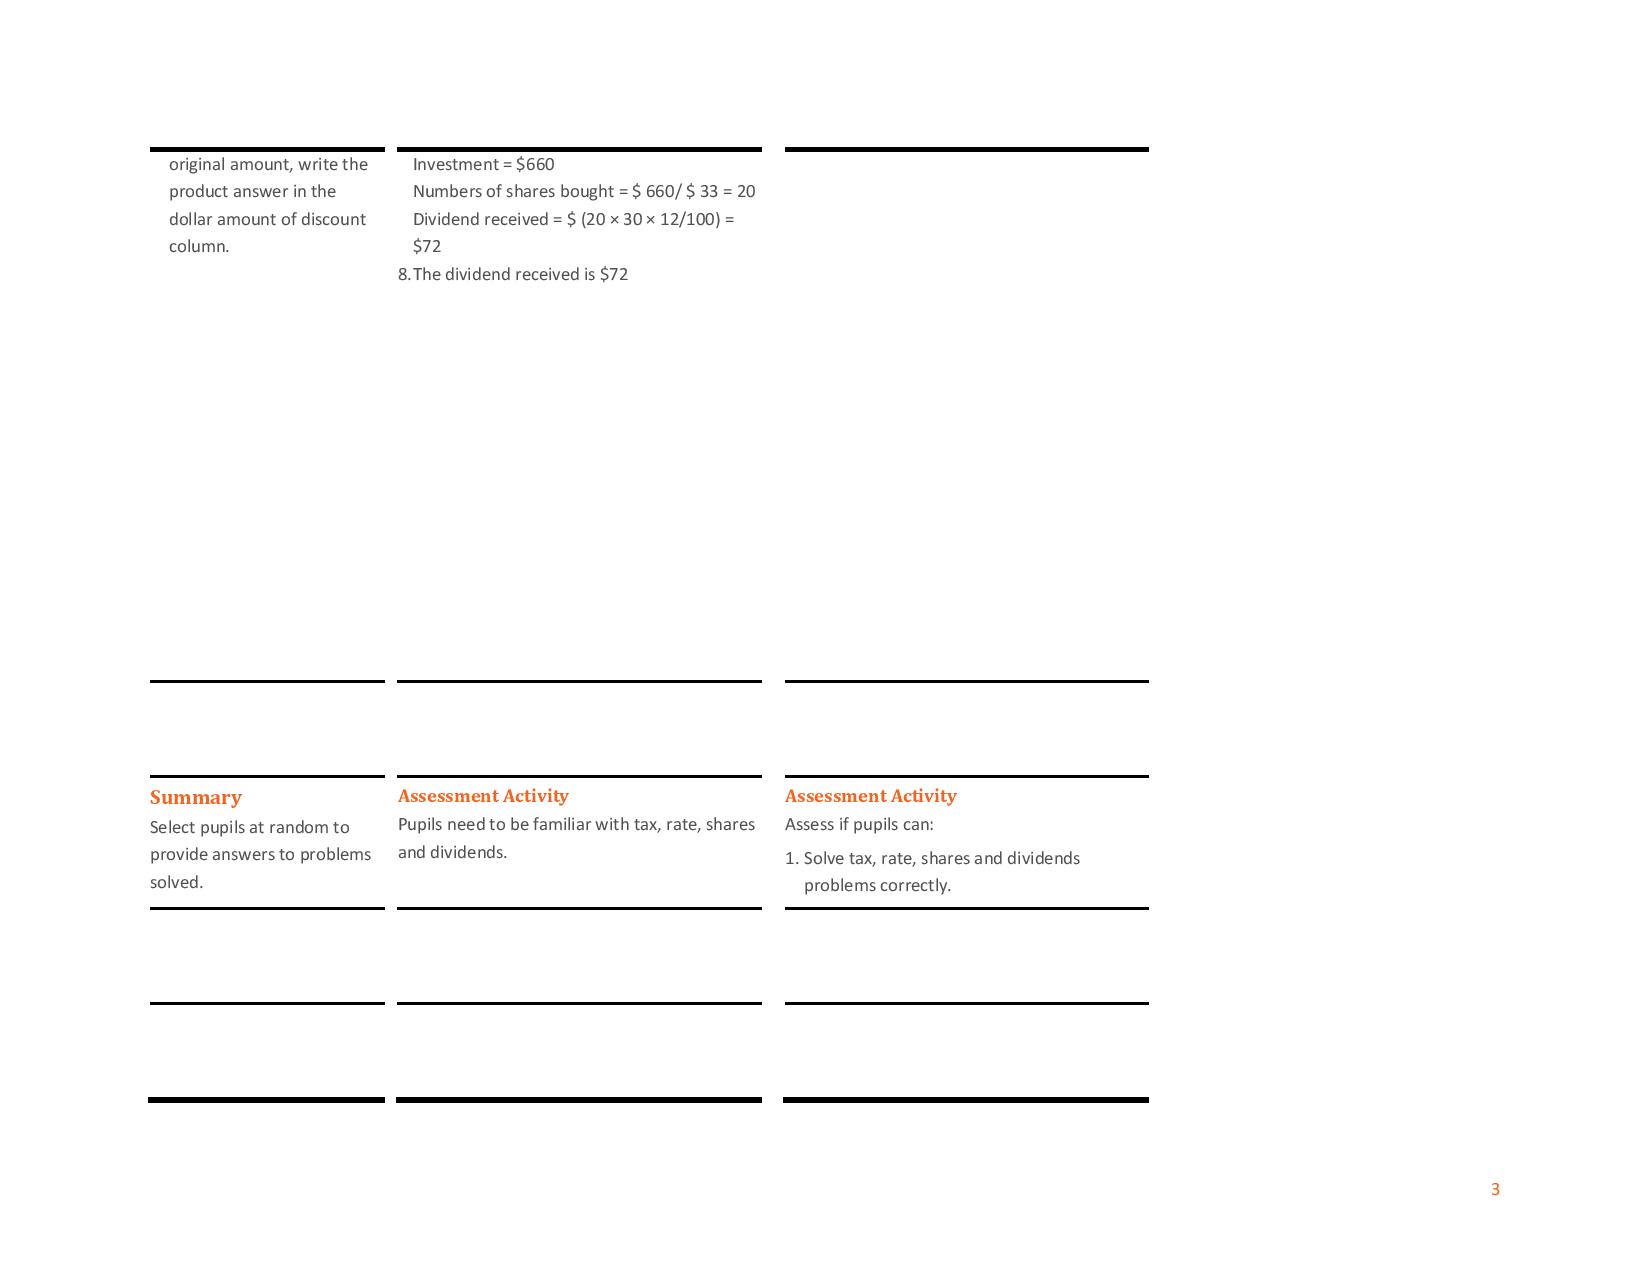 original amount, write the
product answer in the
dollar amount of discount
column.
Investment = $660
Numbers of shares bought = $ 660/ $ 33 = 20
Dividend received = $ (20 × 30 × 12/100) =
$72
8.The dividend received is $72
Summary
Select pupils at random to
provide answers to problems
solved.
Assessment Activity
Pupils need to be familiar with tax, rate, shares
and dividends.
Assessment Activity
Assess if pupils can:
1. Solve tax, rate, shares and dividends
problems correctly.
3